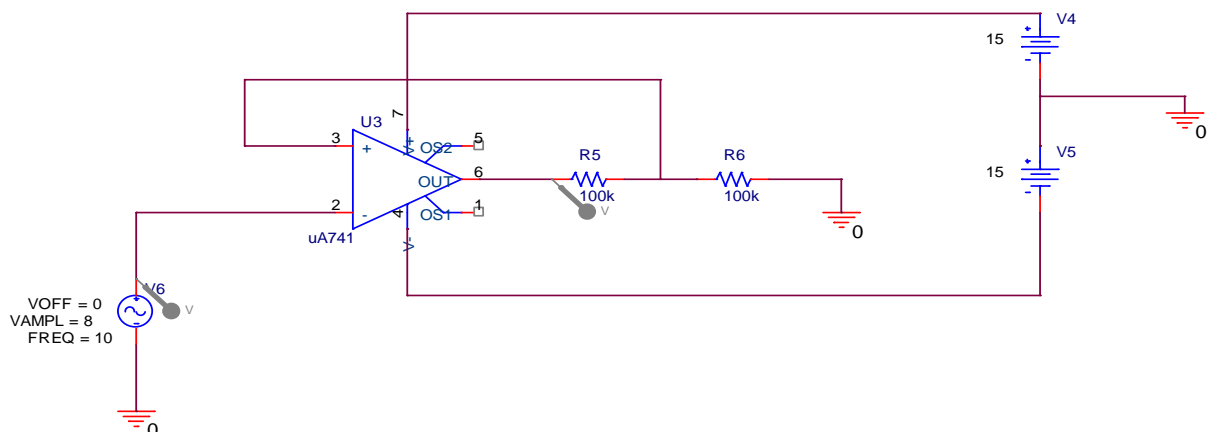 V4
15
7
U3
3
+
V+
OS2
5
R5
R6
OUT
6
100k
100k
V5
15
0
2
-
4
OS1
1
V
0
uA741
V-
V6
V
VOFF = 0
VAMPL = 8
FREQ = 10
0